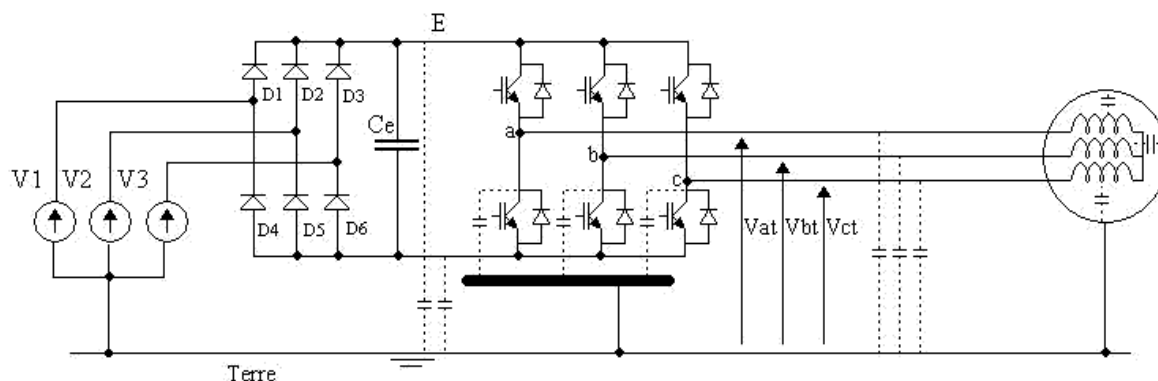 E
D1 D2 D3
Ce
a
b
c
V1 V2 V3
D4 D5 D6
Vat Vbt Vct
Terre